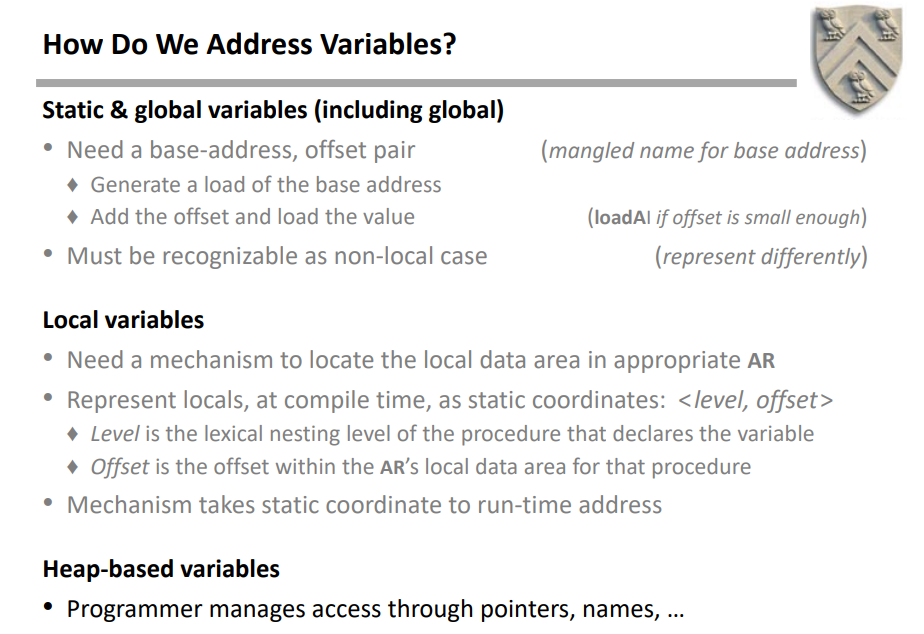 How Do We Address Variables?
Static & global variables (including global)
• Need a base-address, offset pair (mangled name for base address)
♦ Generate a load of the base address
♦ Add the offset and load the value (loadAI if offset is small enough)
• Must be recognizable as non-local case (represent differently)
Local variables
• Need a mechanism to locate the local data area in appropriate AR
• Represent locals, at compile time, as static coordinates: <level, offset>
♦ Level is the lexical nesting level of the procedure that declares the variable
♦ Offset is the offset within the AR’s local data area for that procedure
• Mechanism takes static coordinate to run-time address
Heap-based variables
• Programmer manages access through pointers, names, …